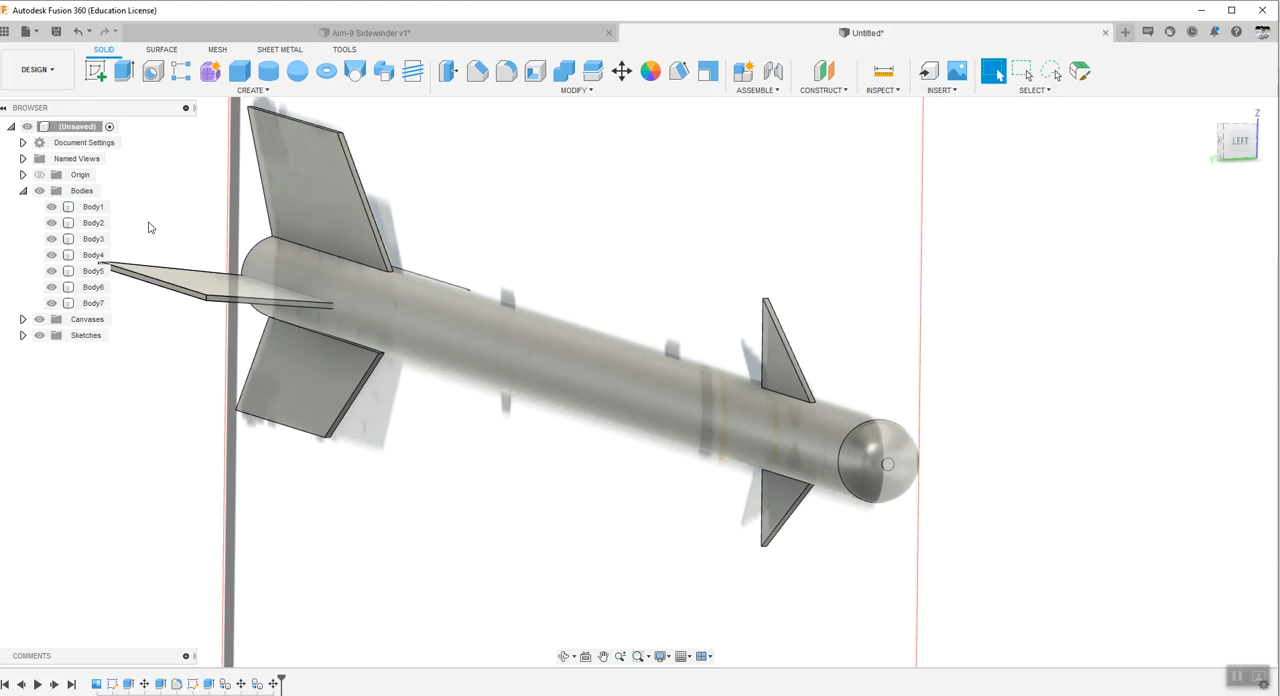 Autodesk Fusion 360 (Education License)
Aim-9 Sidewinder v1*
Untitled*
DESIGN
SOLID
SURFACE
MESH
SHEET METAL
TOOLS
CREATE
MODIFY
ASSEMBLE
CONSTRUCT
INSPECT
INSERT
SELECT
BROWSER
(Unsaved)
Document Settings
Named Views
Origin
Bodies
Body1
Body2
Body3
Body4
Body5
Body6
Body7
Canvases
Sketches
Z
LEFT
COMMENTS